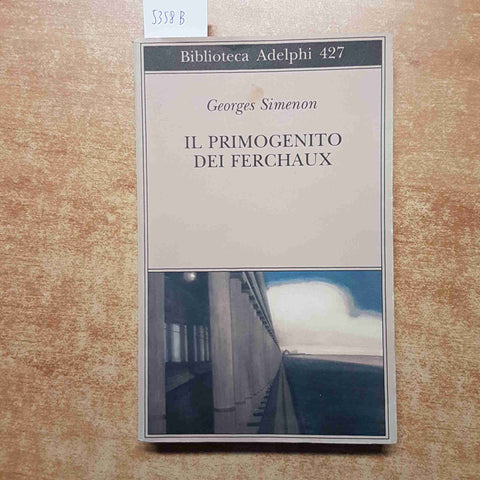 5358 B
Biblioteca Adelphi 427
Georges Simenon
IL PRIMOGENITO
DEI FERCHAUX